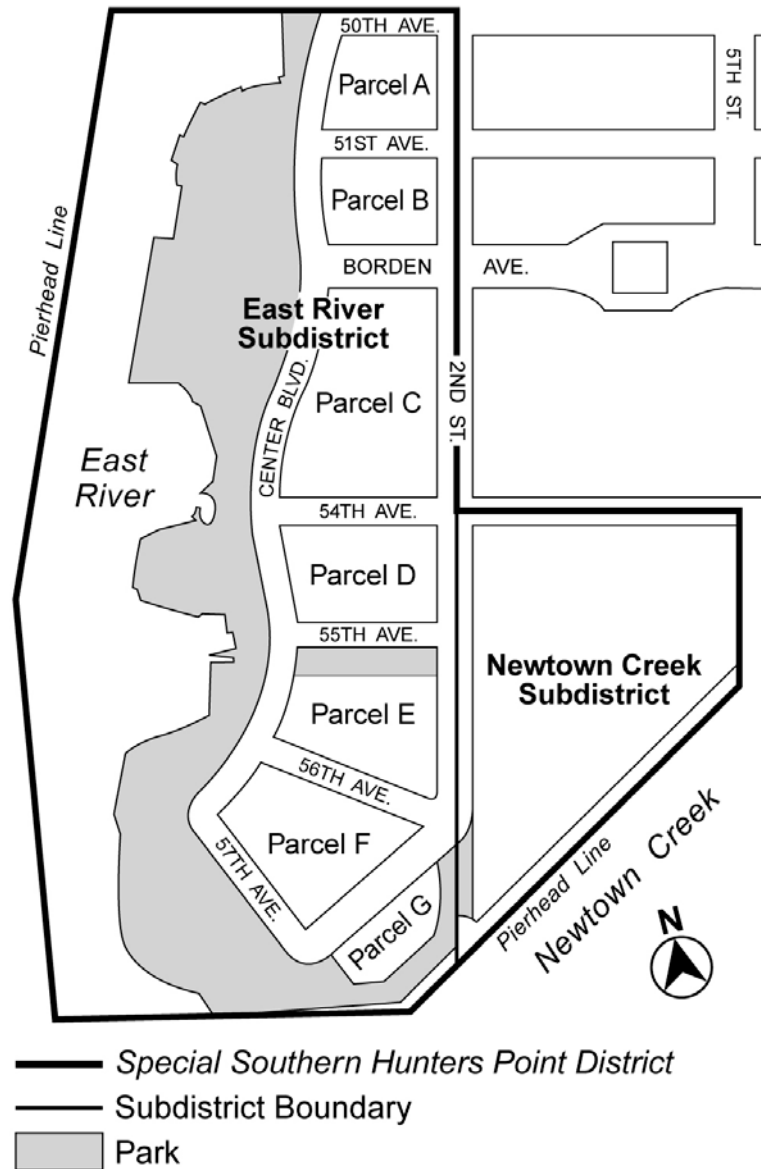 50TH AVE.
Parcel A
5TH ST.
51ST AVE.
Parcel B
Pierhead Line
BORDEN AVE.
East River
Subdistrict
CENTER BLVD.
Parcel C
2ND ST.
East
River
54TH AVE.
Parcel D
55TH AVE.
Newtown Creek
Subdistrict
Parcel E
56TH AVE.
Parcel F
57TH AVE.
Parcel G
Pierhead Line
Newtown Creek
N
Special Southern Hunters Point District
Subdistrict Boundary
Park